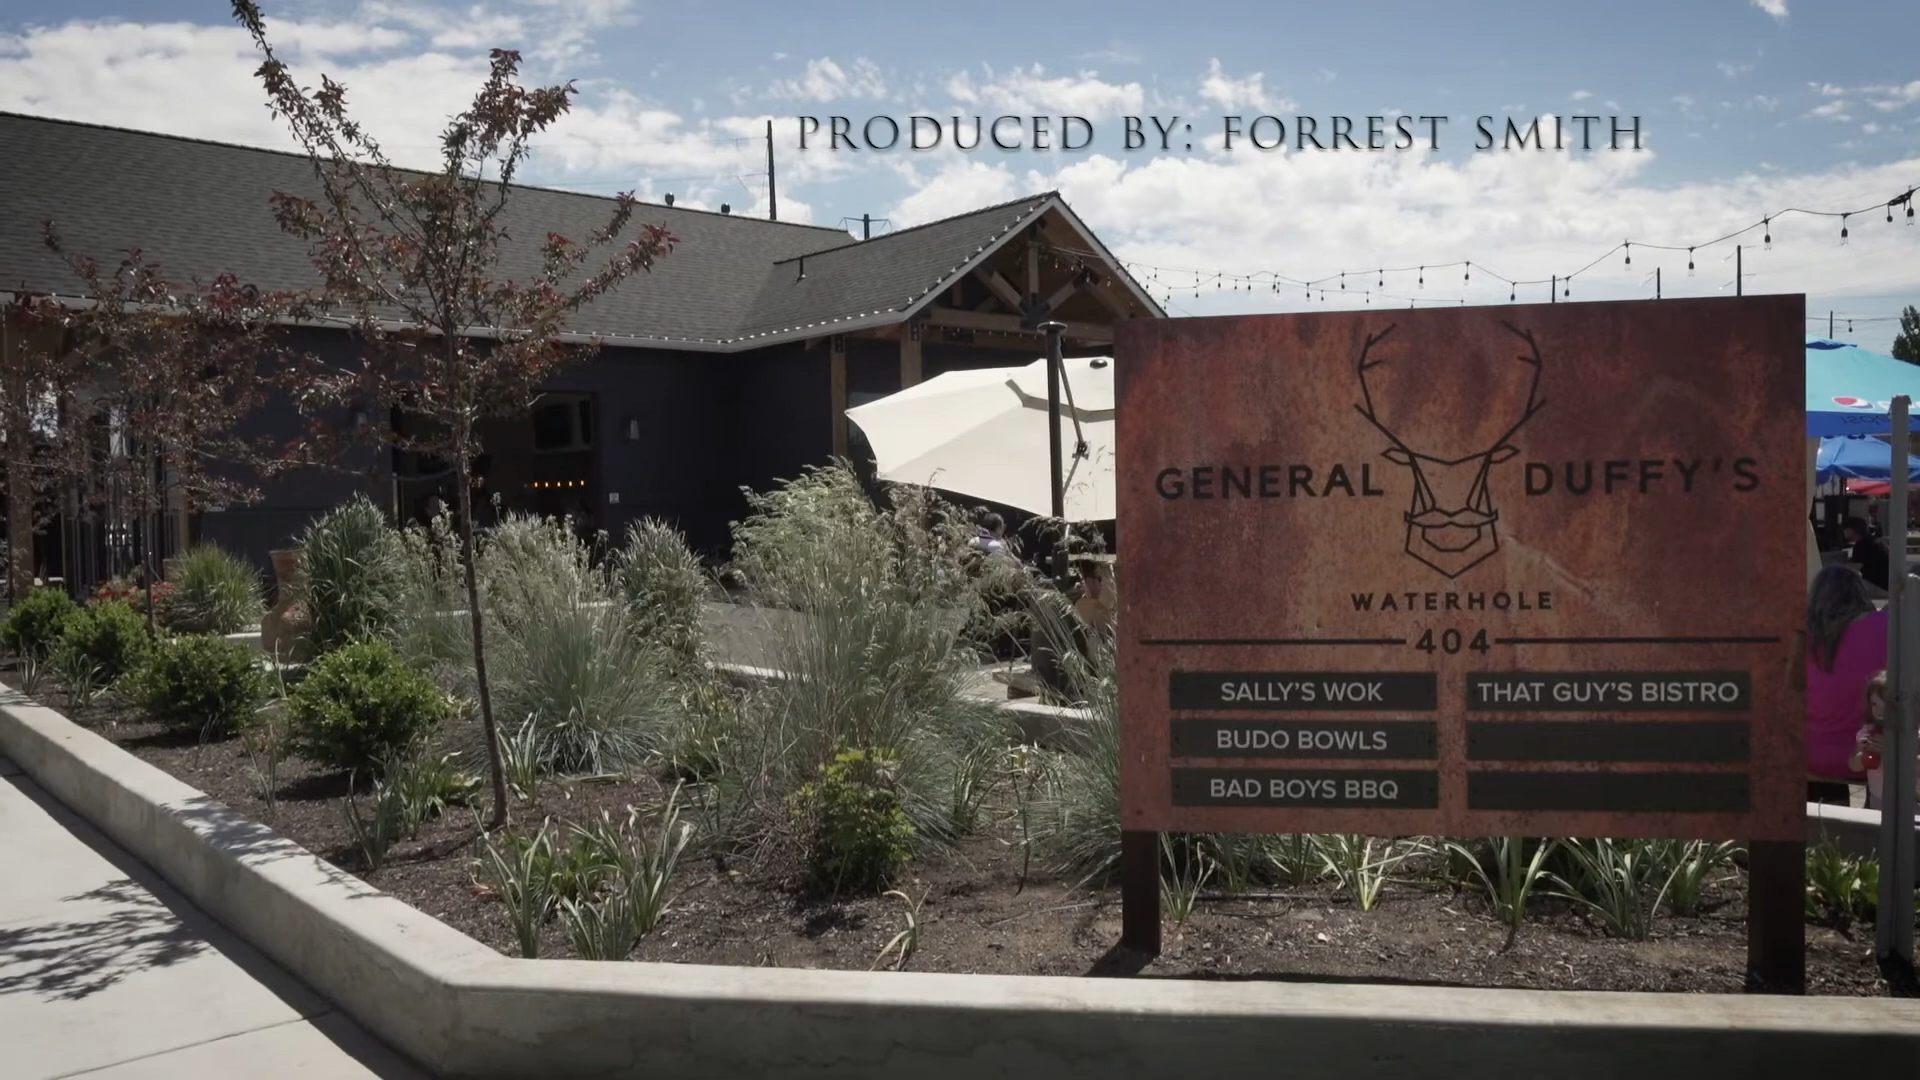 PRODUCED BY: FORREST SMITH
GENERAL DUFFY'S
WATERHOLE
404
SALLY'S WOK
THAT GUY'S BISTRO
BUDO BOWLS
BAD BOYS BBQ